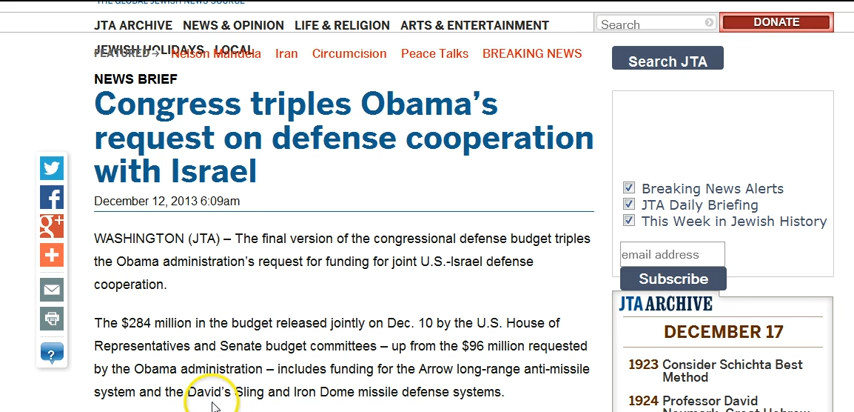 THE GLOBAL JEWISH NEWS SOURCE
JTA ARCHIVE NEWS & OPINION LIFE & RELIGION ARTS & ENTERTAINMENT
Search
DONATE
JEWISH HOLIDAYS LOCAL
FEATURED Nelson Mandela Iran Circumcision Peace Talks BREAKING NEWS
Search JTA
NEWS BRIEF
Congress triples Obama's
request on defense cooperation
with Israel
December 12, 2013 6:09am
WASHINGTON (JTA) – The final version of the congressional defense budget triples
the Obama administration's request for funding for joint U.S.-Israel defense
cooperation.
The $284 million in the budget released jointly on Dec. 10 by the U.S. House of
Representatives and Senate budget committees – up from the $96 million requested
by the Obama administration – includes funding for the Arrow long-range anti-missile
system and the David's Sling and Iron Dome missile defense systems.
Breaking News Alerts
JTA Daily Briefing
This Week in Jewish History
email address
Subscribe
JTA ARCHIVE
DECEMBER 17
1923 Consider Schichta Best
Method
1924 Professor David